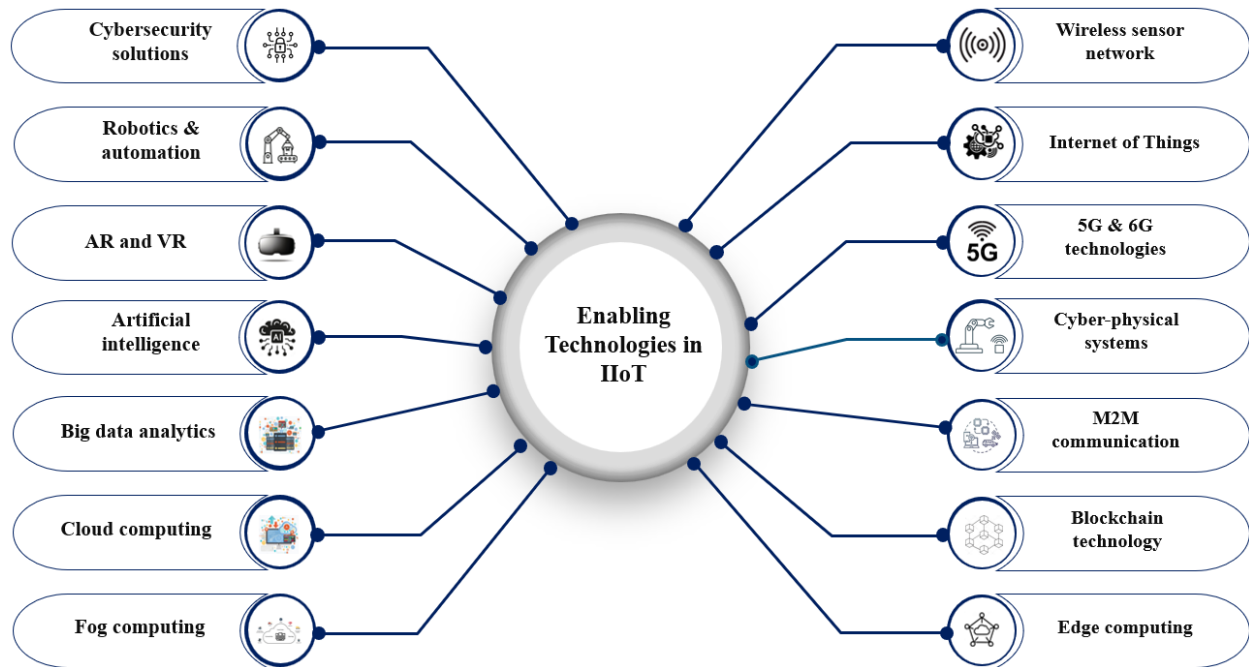 Cybersecurity
solutions
Robotics &
automation
AR and VR
Artificial
intelligence
AI
Big data analytics
Cloud computing
Fog computing
Enabling
Technologies in
IIoT
Wireless sensor
network
Internet of Things
5G & 6G
technologies
5G
Cyber-physical
systems
M2M
communication
Blockchain
technology
Edge computing